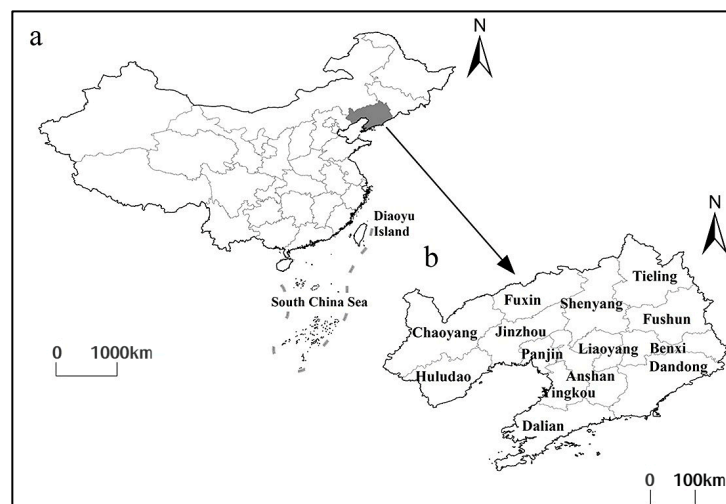 a
N
Diaoyu
Island
South China Sea
0 1000km
N
b
Tieling
Fuxin
Shenyang
Fushun
Chaoyang
Jinzhou
Panjin
Liaoyang
Benxi
Dandong
Huludao
Anshan
Yingkou
Dalian
0 100km